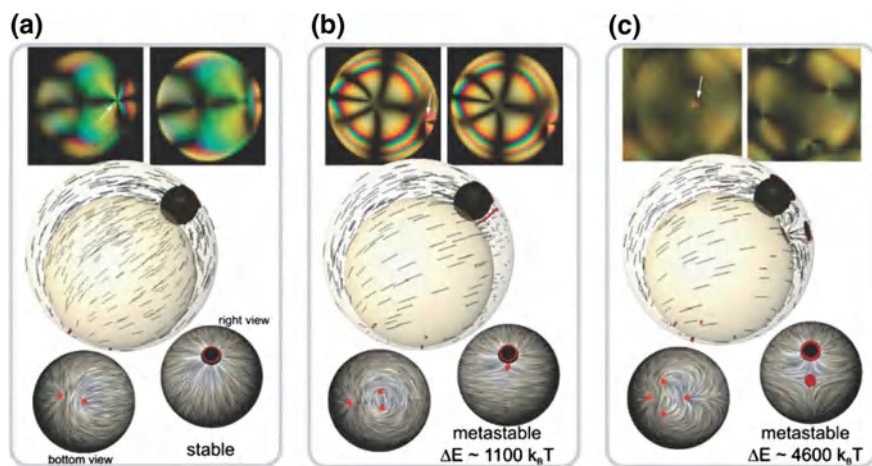 (a)
(b)
(c)
right view
bottom view
stable
metastable
ΔE ~ 1100 kBT
metastable
ΔE ~ 4600 kBT